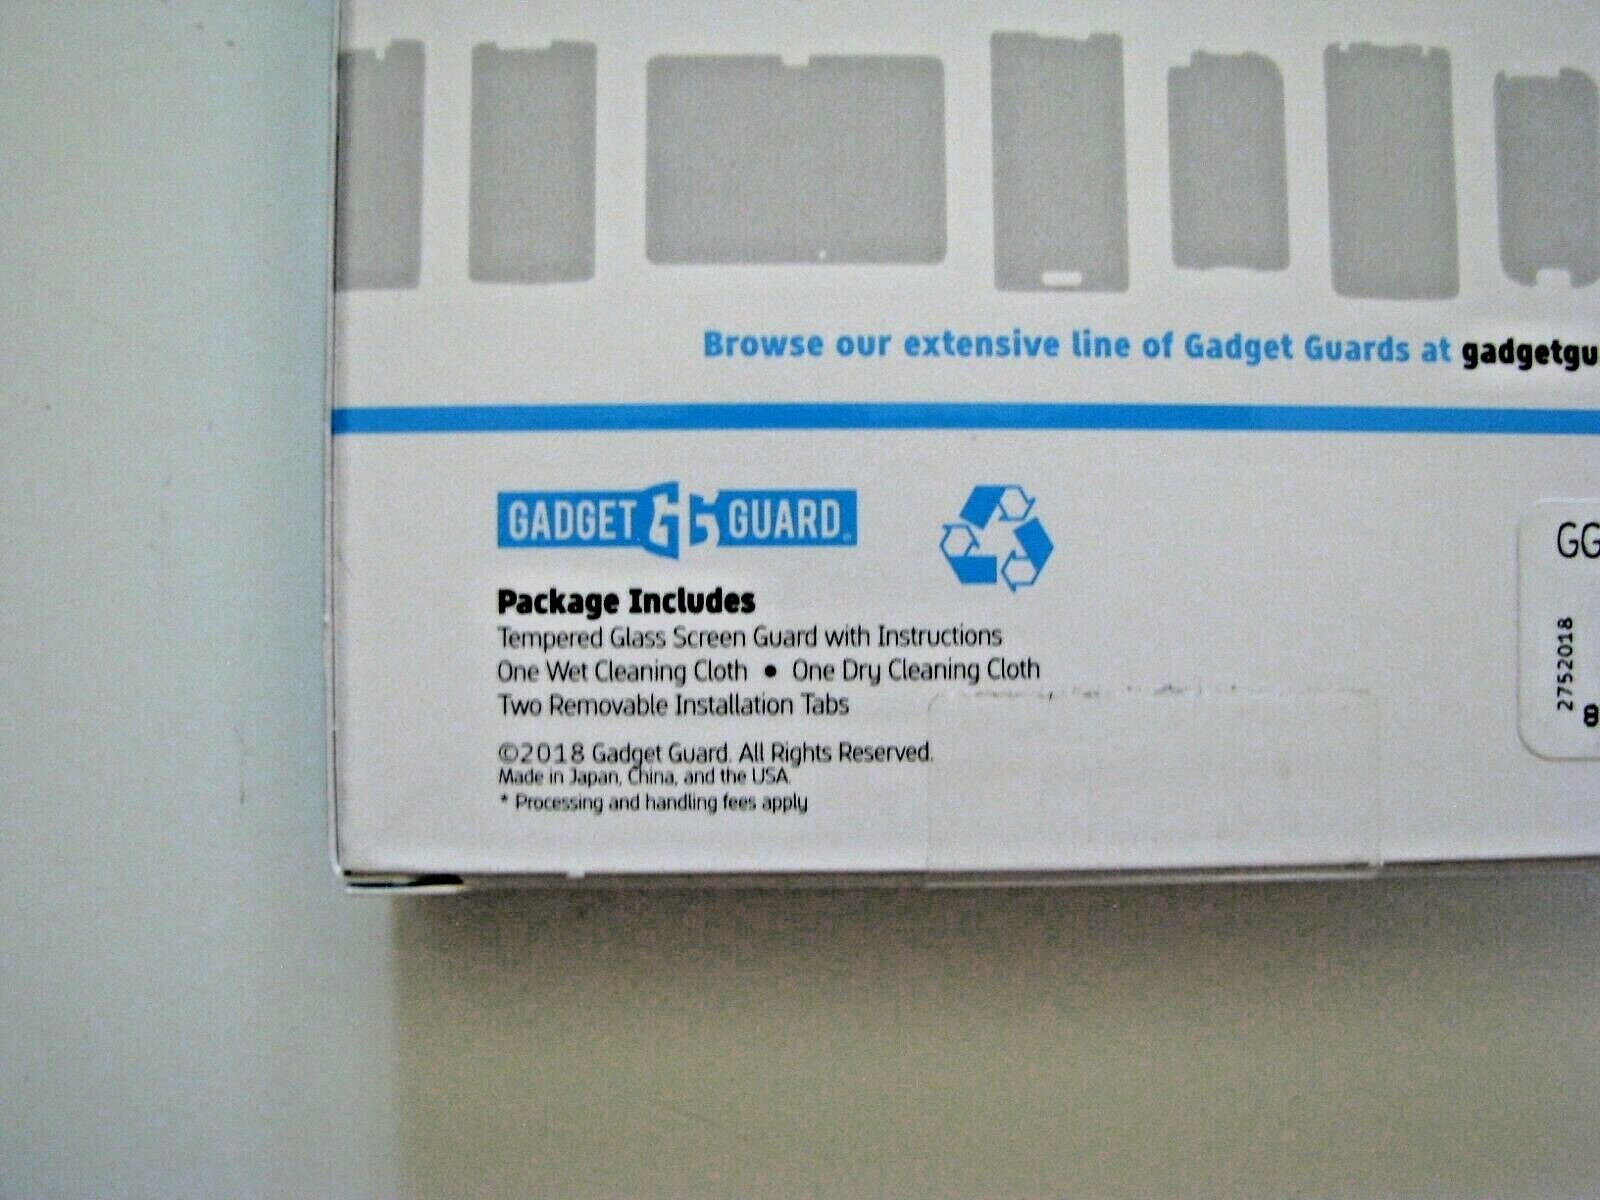 Browse our extensive line of Gadget Guards at gadgetgu
GADGET GUARD
Package Includes
Tempered Glass Screen Guard with Instructions
One Wet Cleaning Cloth • One Dry Cleaning Cloth
Two Removable Installation Tabs
©2018 Gadget Guard. All Rights Reserved.
Made in Japan, China, and the USA
* Processing and handling fees apply
GG
2752018
8